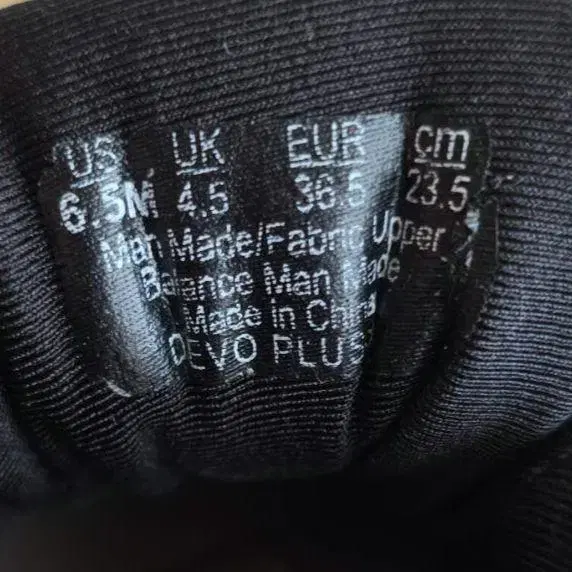 US UK EUR cm
6.5M 4.5 36.5 23.5
Man Made/Fabric Upper
Balance Man Made
Made in China
DEVO PLUS